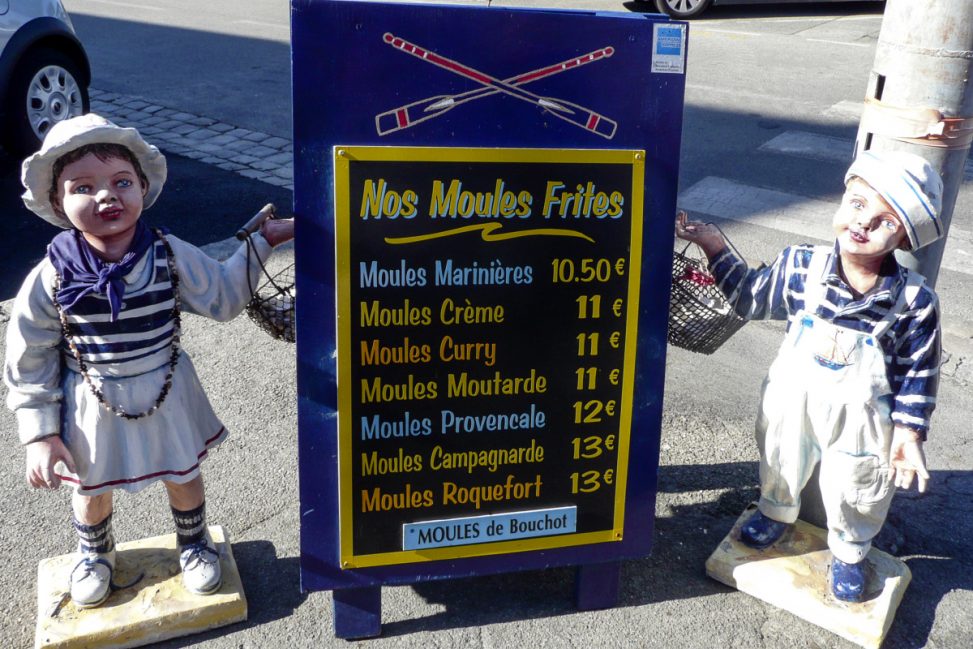 Nos Moules Frites
Moules Marinières 10.50 €
Moules Crème 11 €
Moules Curry 11 €
Moules Moutarde 11 €
Moules Provencale 12 €
Moules Campagnarde 13 €
Moules Roquefort 13 €
* MOULES de Bouchot